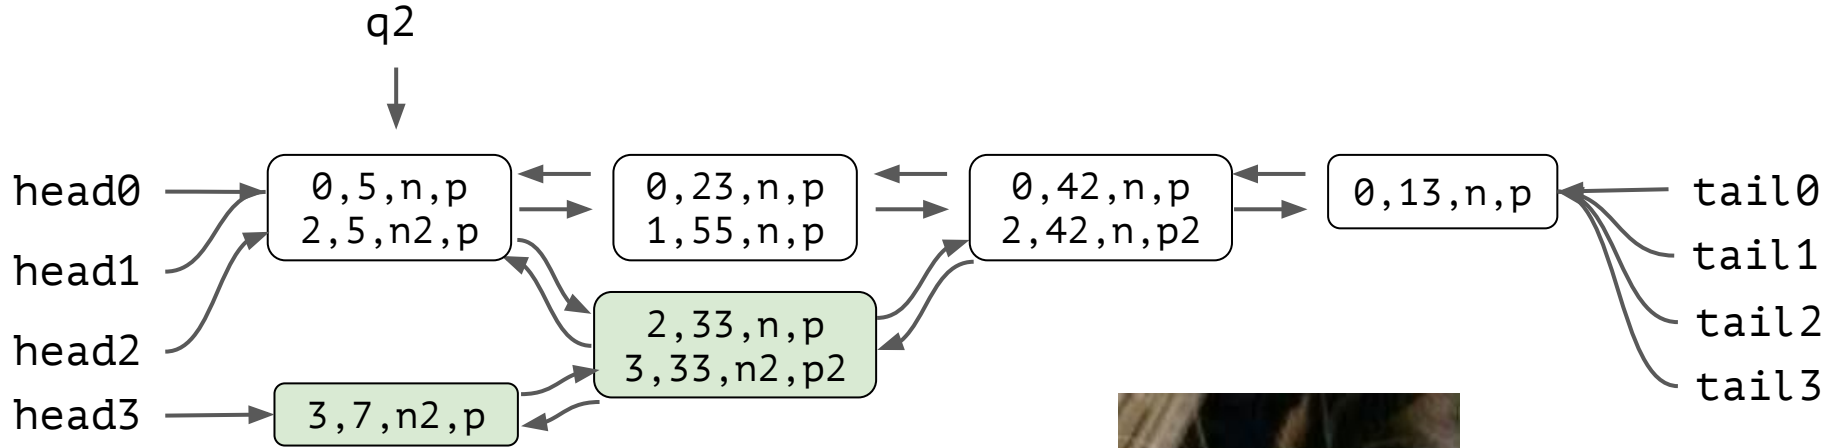 q2
head0
head1
head2
head3
0,5,n,p
2,5,n2,p
0,23,n,p
1,55,n,p
0,42,n,p
2,42,n,p2
0,13,n,p
2,33,n,p
3,33,n2,p2
3,7,n2,p
tail0
tail1
tail2
tail3